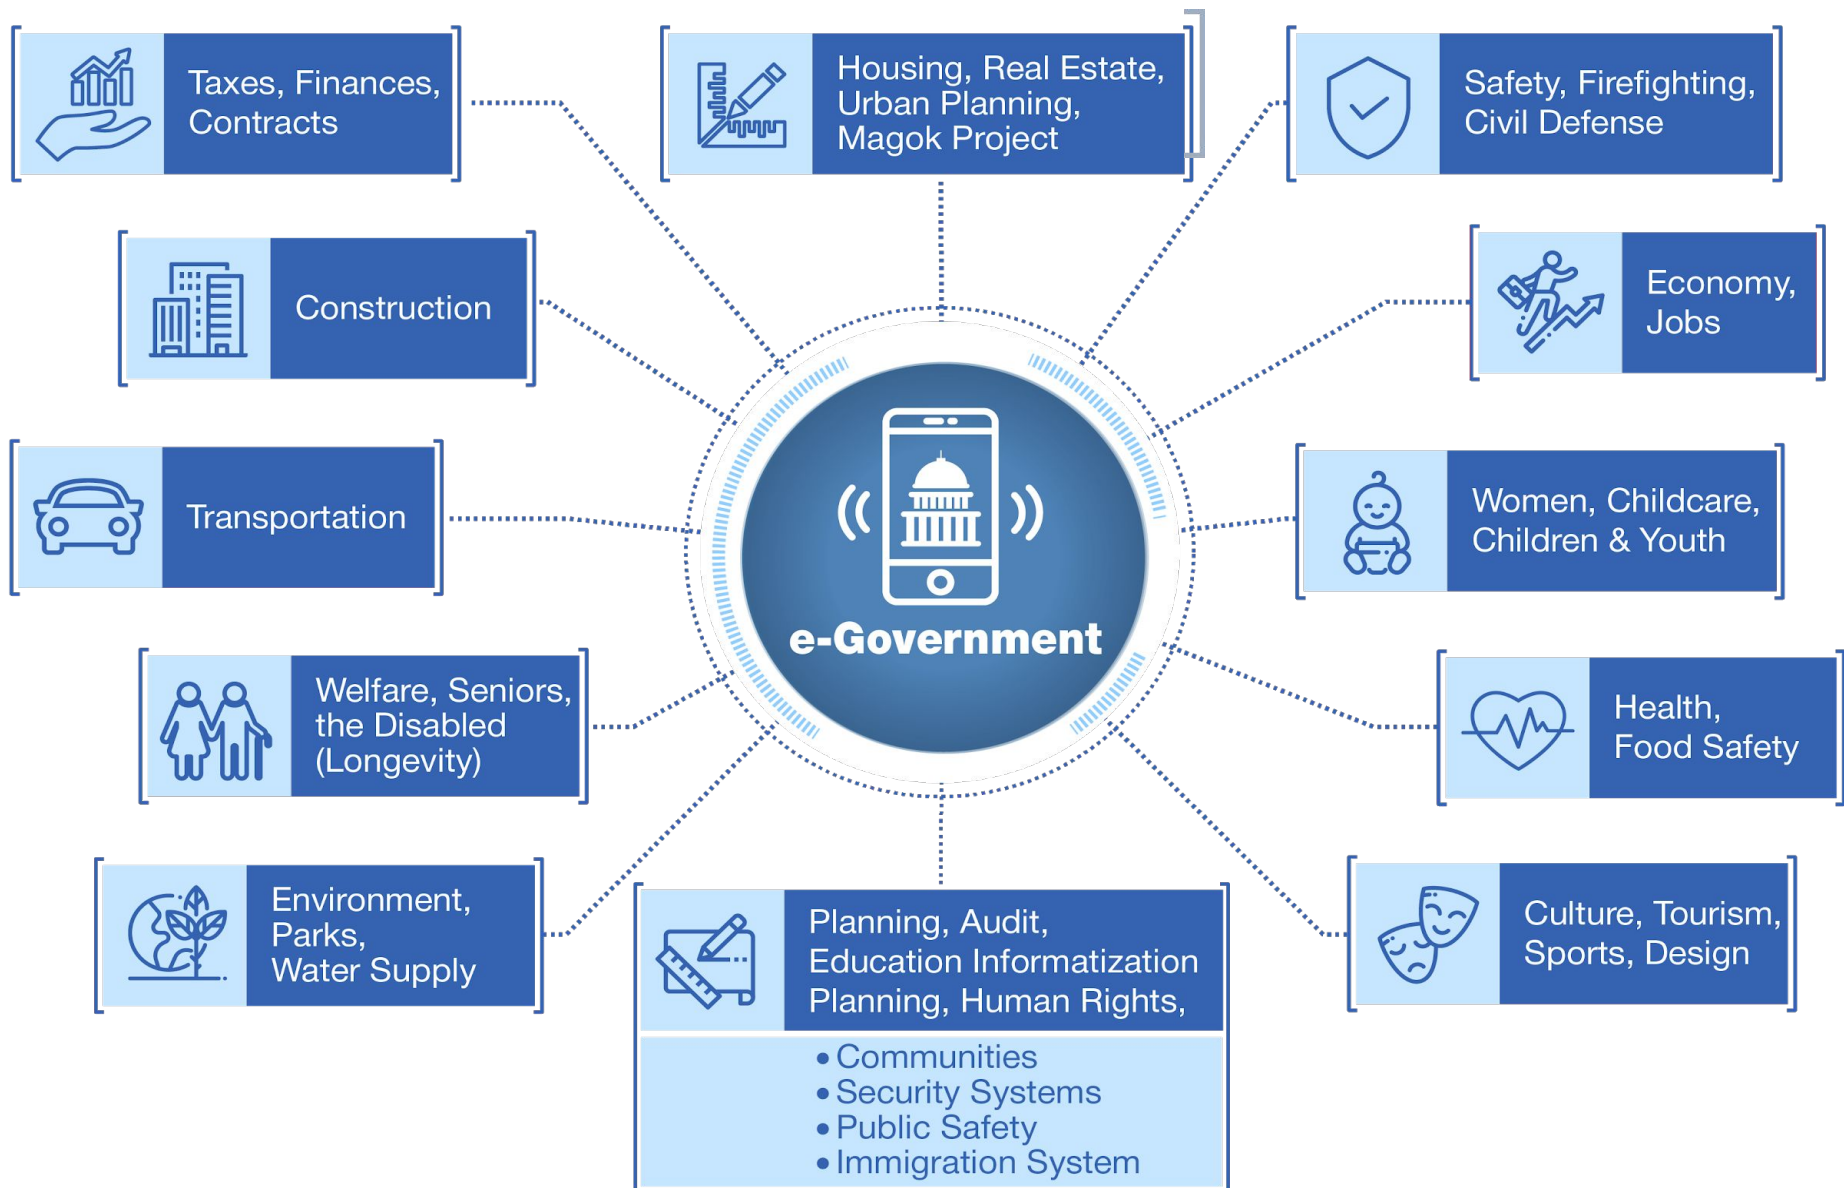 Taxes, Finances,
Contracts
Housing, Real Estate,
Urban Planning,
Magok Project
Safety, Firefighting,
Civil Defense
Construction
Economy,
Jobs
Transportation
Women, Childcare,
Children & Youth
e-Government
Welfare, Seniors,
the Disabled
(Longevity)
Health,
Food Safety
Environment,
Parks,
Water Supply
Planning, Audit,
Education Informatization
Planning, Human Rights,
• Communities
• Security Systems
• Public Safety
• Immigration System
Culture, Tourism,
Sports, Design